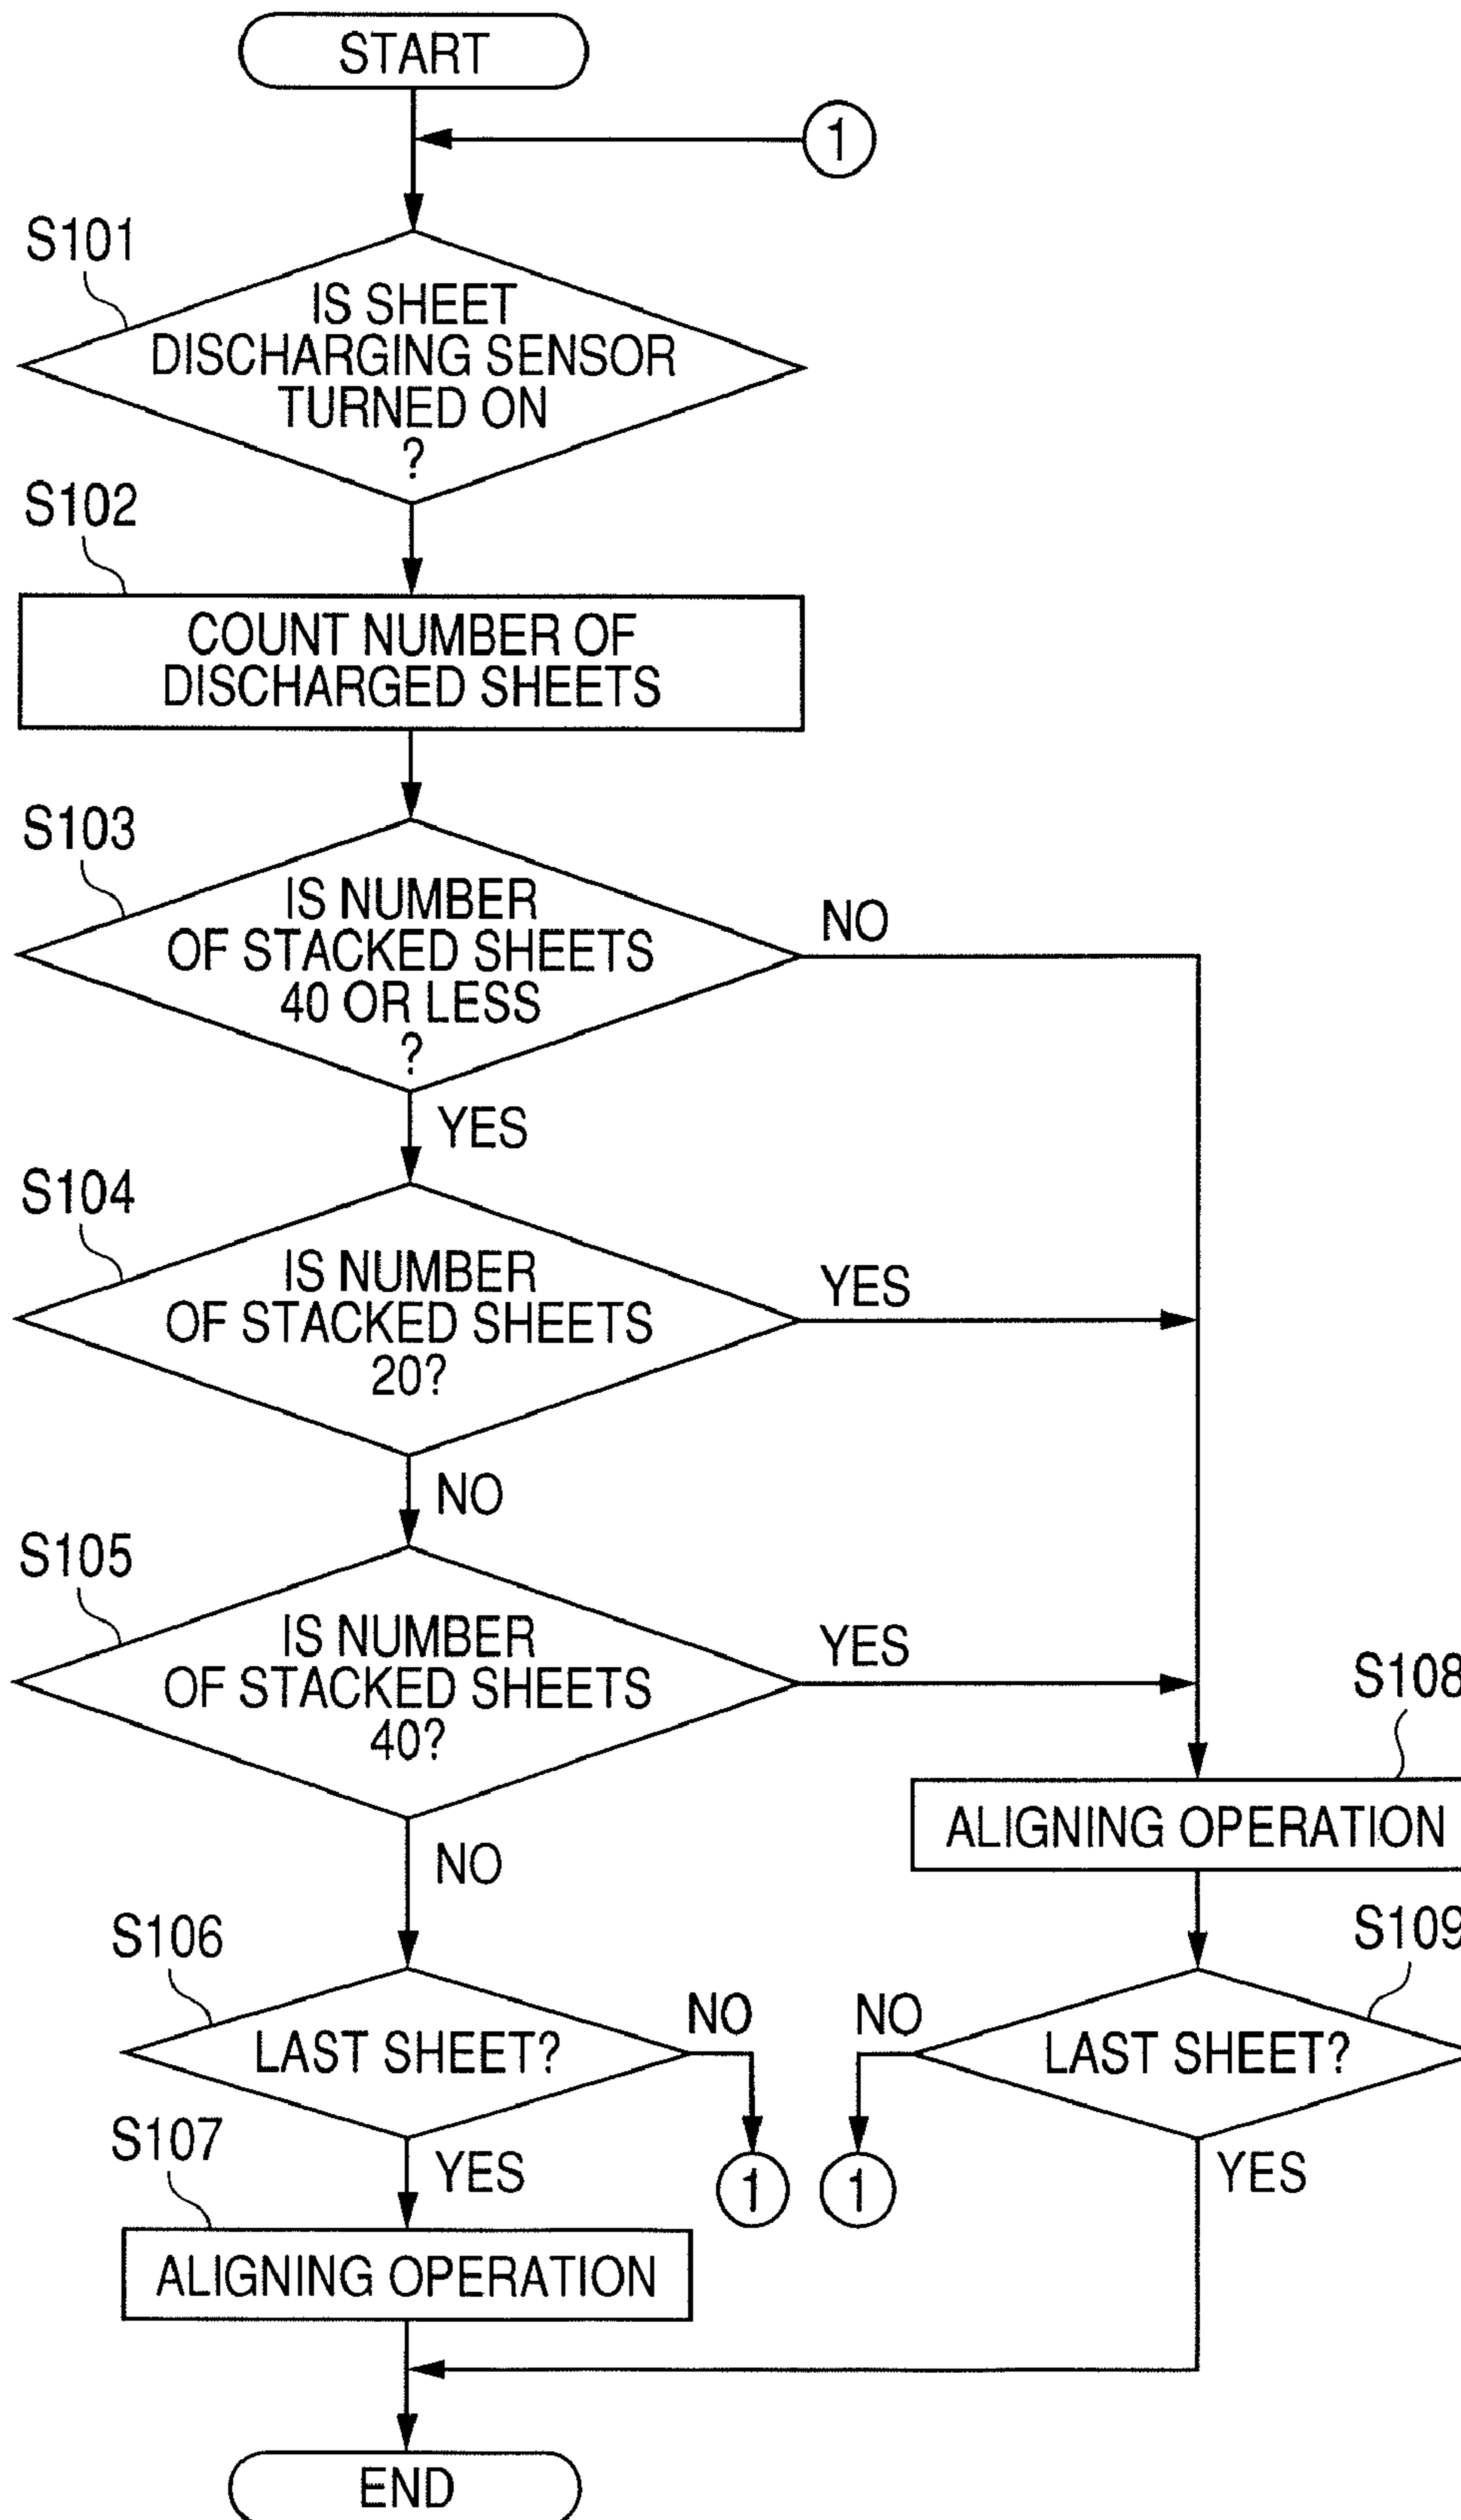 START
1
S101
IS SHEET
DISCHARGING SENSOR
TURNED ON
?
S102
COUNT NUMBER OF
DISCHARGED SHEETS
S103
IS NUMBER
OF STACKED SHEETS
40 OR LESS
?
NO
YES
S104
IS NUMBER
OF STACKED SHEETS
20?
YES
NO
S105
IS NUMBER
OF STACKED SHEETS
40?
YES
NO
S108
ALIGNING OPERATION
S106
LAST SHEET?
NO
1
YES
S109
LAST SHEET?
NO
1
YES
S107
ALIGNING OPERATION
END